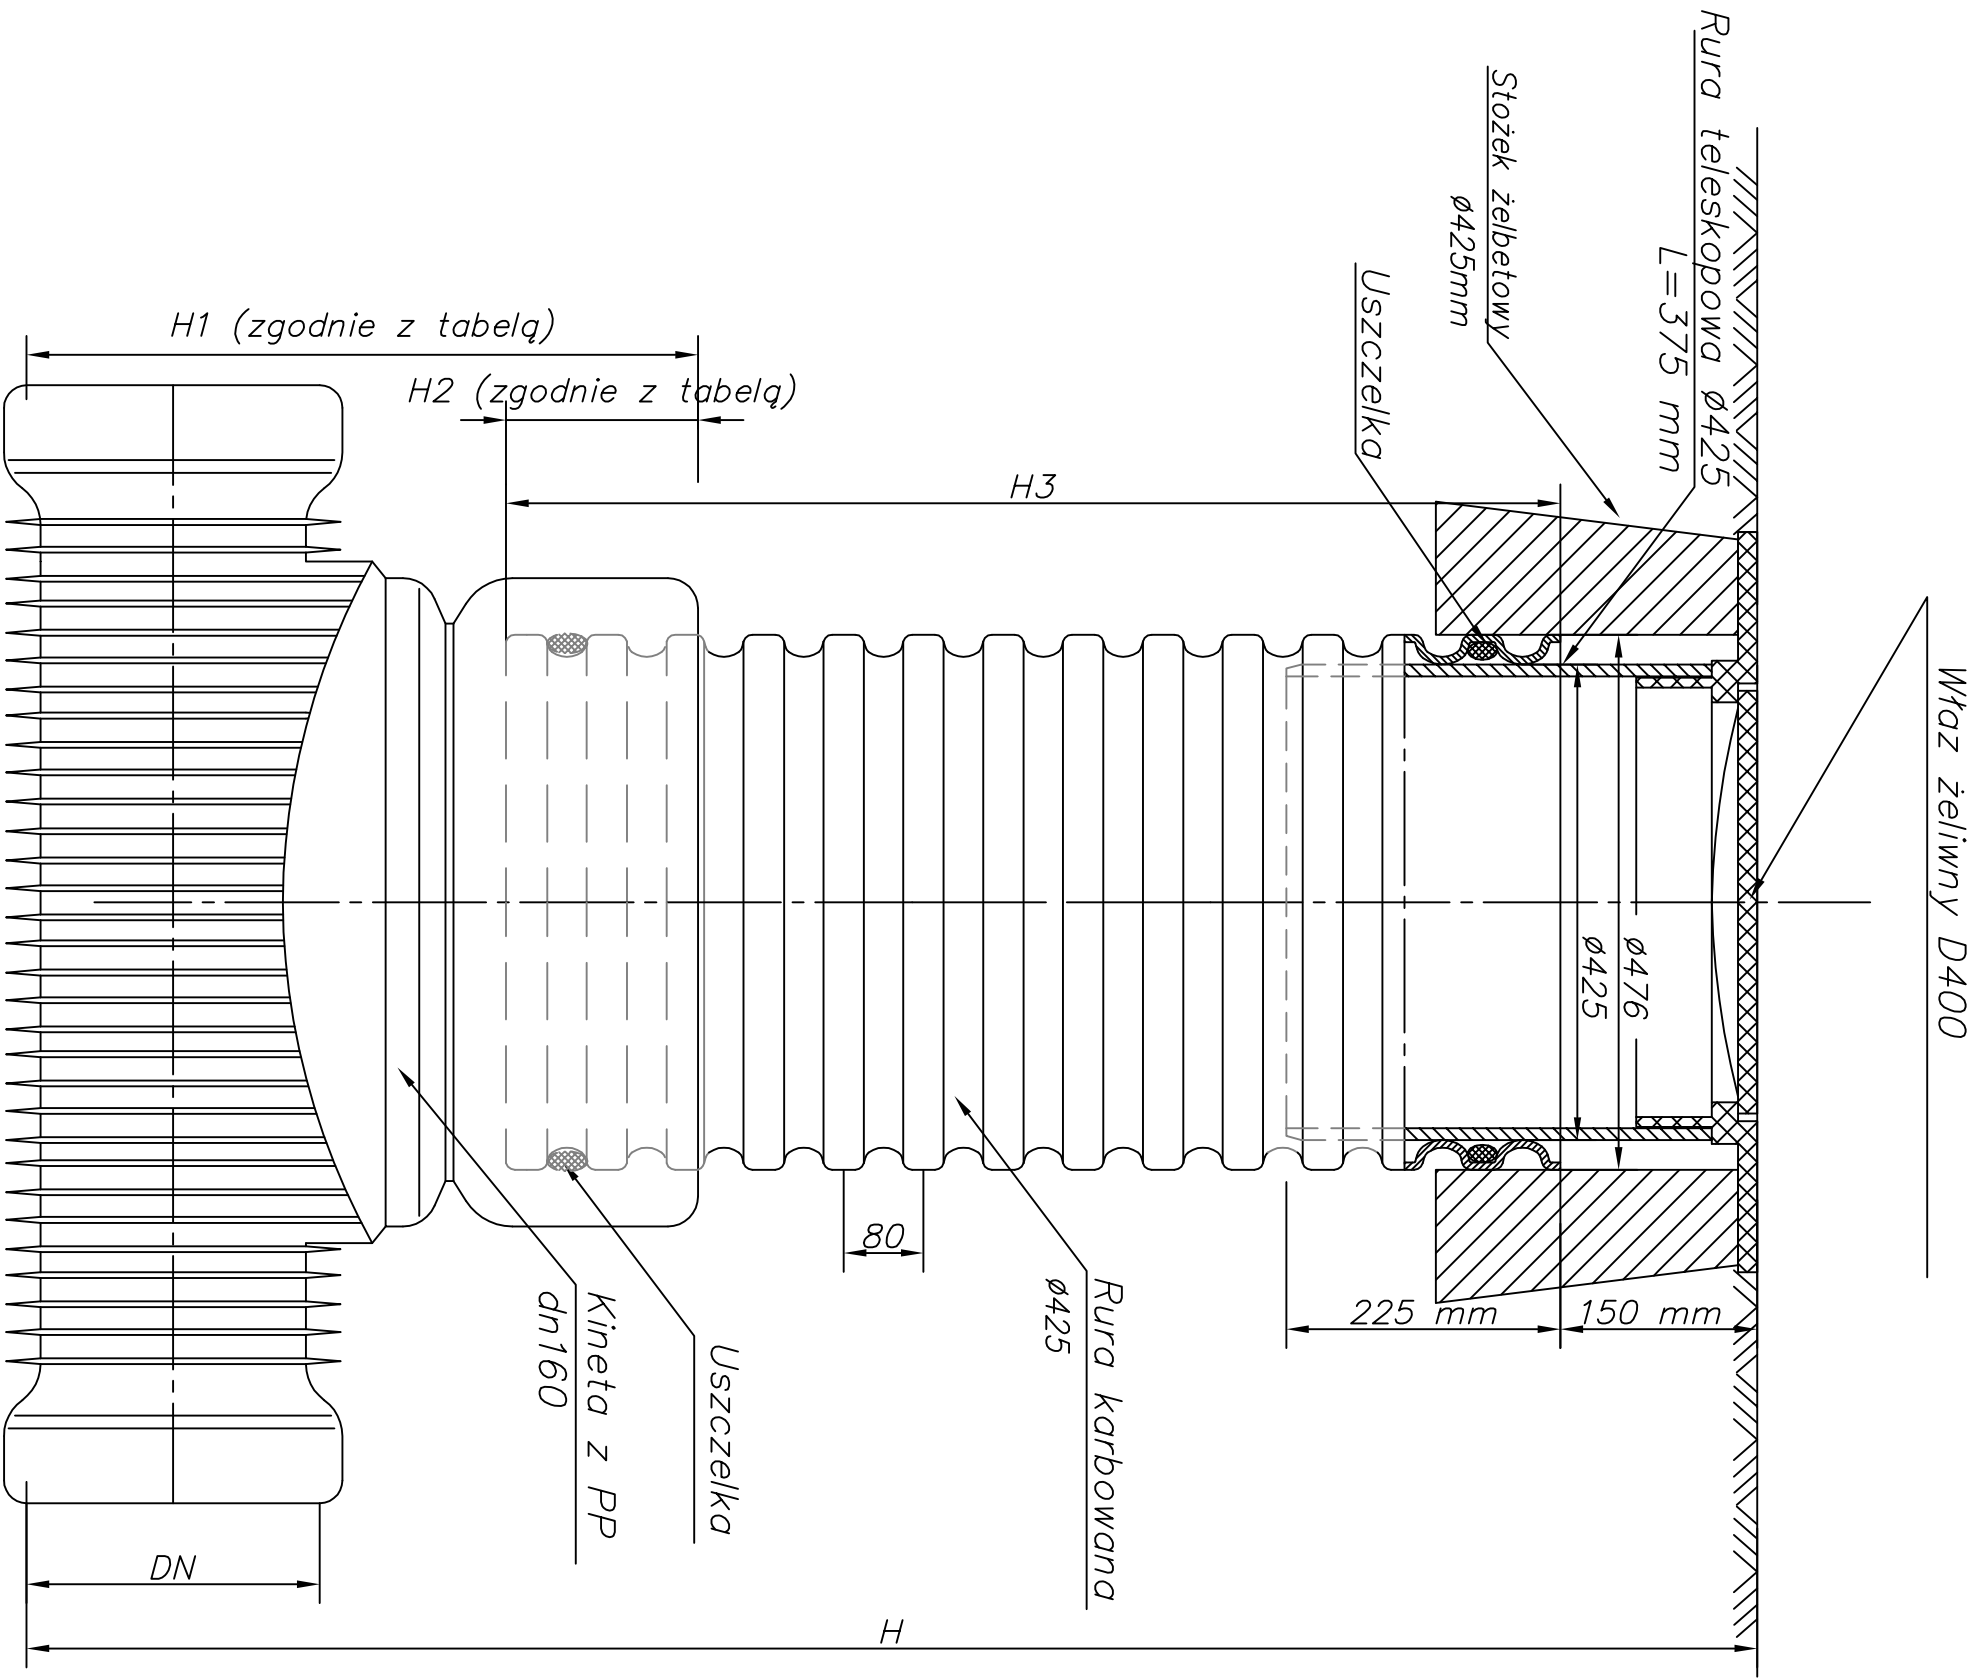 Właz żeliwny D400
Rura teleskopowa ø425
L=375 mm
Stożek żelbetowy
ø425mm
Uszczelka
ø476
ø425
150 mm
225 mm
H3
Rura karbowana
ø425
80
H2 (zgodnie z tabelą)
H1 (zgodnie z tabelą)
Uszczelka
Kineta z PP
dn160
DN
H